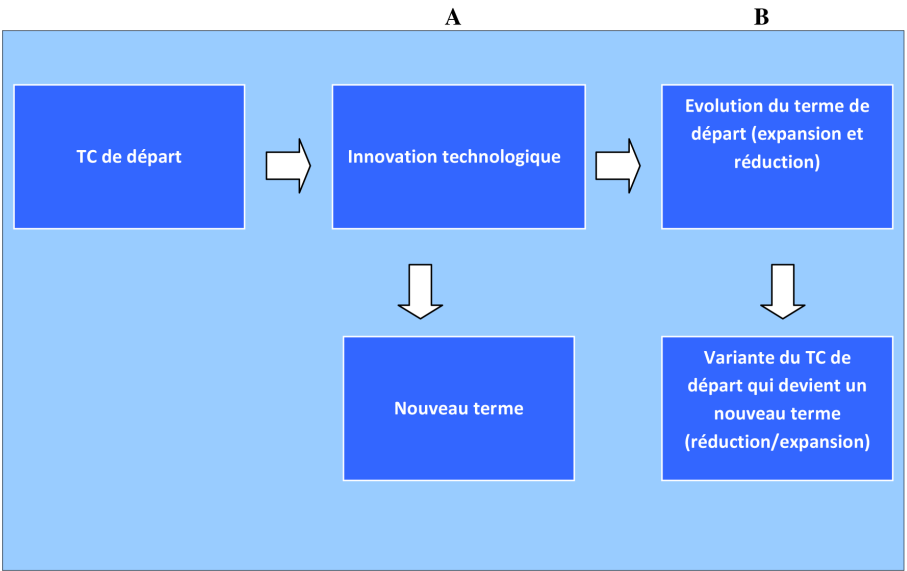 A
B
TC de départ
Innovation technologique
Evolution du terme de
départ (expansion et
réduction)
Nouveau terme
Variante du TC de
départ qui devient un
nouveau terme
(réduction/expansion)